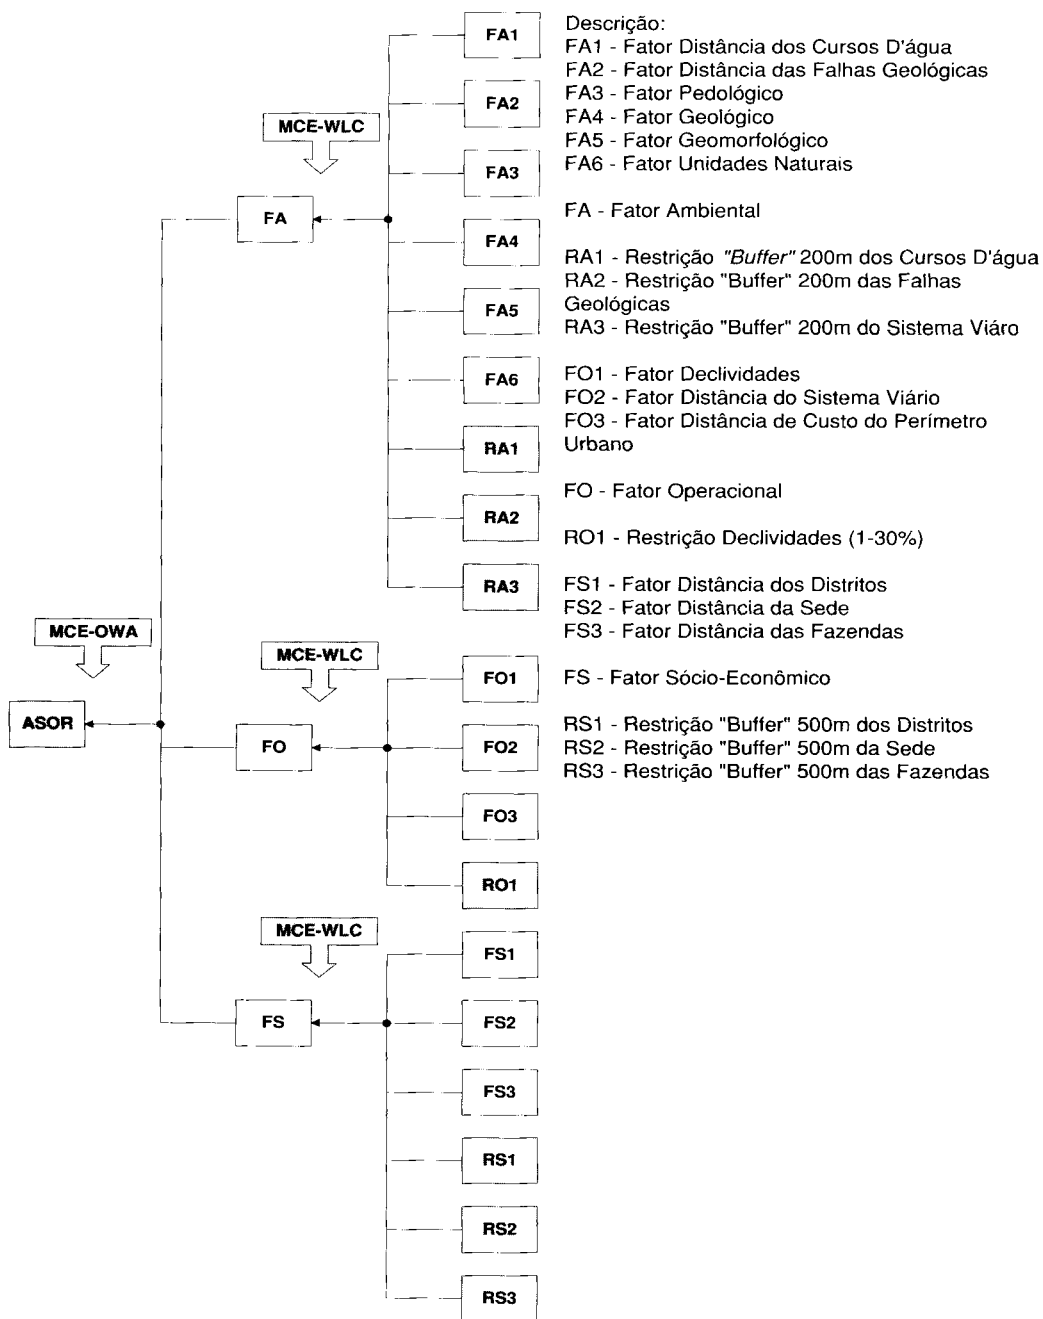 FA1
FA2
MCE-WLC
FA3
FA
FA4
FA5
FA6
RA1
RA2
RA3
MCE-OWA
MCE-WLC
FO1
ASOR
FO
FO2
FO3
RO1
MCE-WLC
FS1
FS
FS2
FS3
RS1
RS2
RS3
Descrição:
FA1 - Fator Distância dos Cursos D'água
FA2 - Fator Distância das Falhas Geológicas
FA3 - Fator Pedológico
FA4 - Fator Geológico
FA5 - Fator Geomorfológico
FA6 - Fator Unidades Naturais
FA - Fator Ambiental
RA1 - Restrição "Buffer" 200m dos Cursos D'água
RA2 - Restrição "Buffer" 200m das Falhas
Geológicas
RA3 - Restrição "Buffer" 200m do Sistema Viáro
FO1 - Fator Declividades
FO2 - Fator Distância do Sistema Viário
FO3 - Fator Distância de Custo do Perímetro
Urbano
FO - Fator Operacional
RO1 - Restrição Declividades (1-30%)
FS1 - Fator Distância dos Distritos
FS2 - Fator Distância da Sede
FS3 - Fator Distância das Fazendas
FS - Fator Sócio-Econômico
RS1 - Restrição "Buffer" 500m dos Distritos
RS2 - Restrição "Buffer" 500m da Sede
RS3 - Restrição "Buffer" 500m das Fazendas